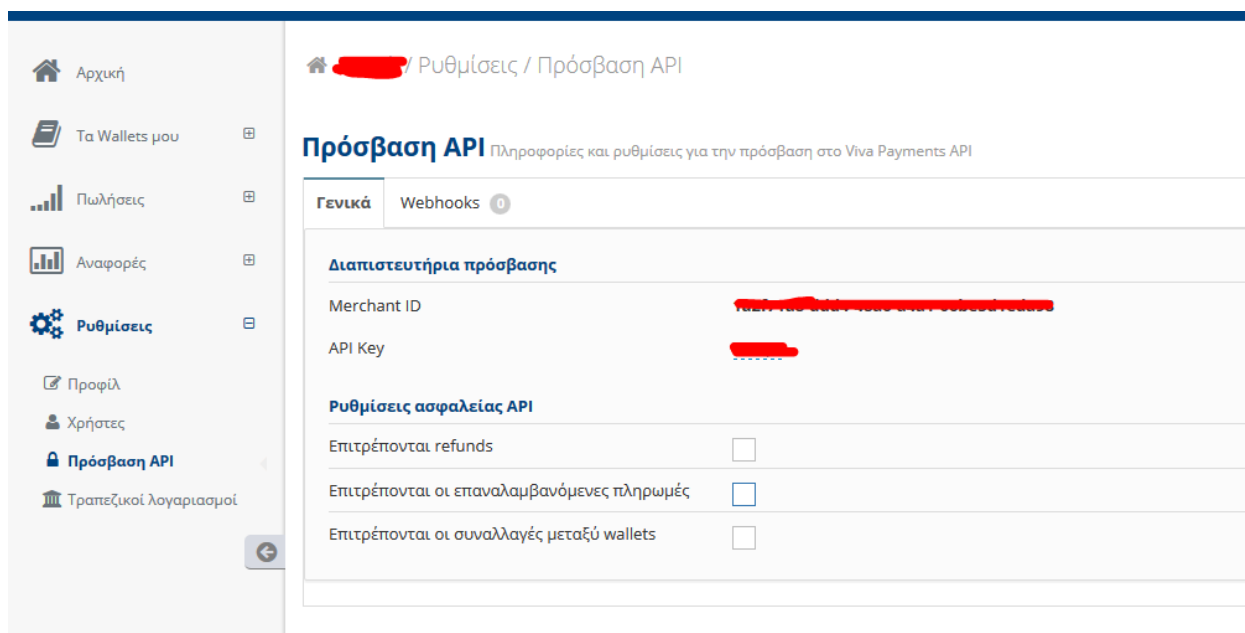 Αρχική
Τα Wallets μου
Πωλήσεις
Αναφορές
Ρυθμίσεις
Προφίλ
Χρήστες
Πρόσβαση API
Τραπεζικοί λογαριασμοί
/ Ρυθμίσεις / Πρόσβαση API
Πρόσβαση API Πληροφορίες και ρυθμίσεις για την πρόσβαση στο Viva Payments API
Γενικά Webhooks 0
Διαπιστευτήρια πρόσβασης
Merchant ID
API Key
Ρυθμίσεις ασφαλείας API
Επιτρέπονται refunds
Επιτρέπονται οι επαναλαμβανόμενες πληρωμές
Επιτρέπονται οι συναλλαγές μεταξύ wallets